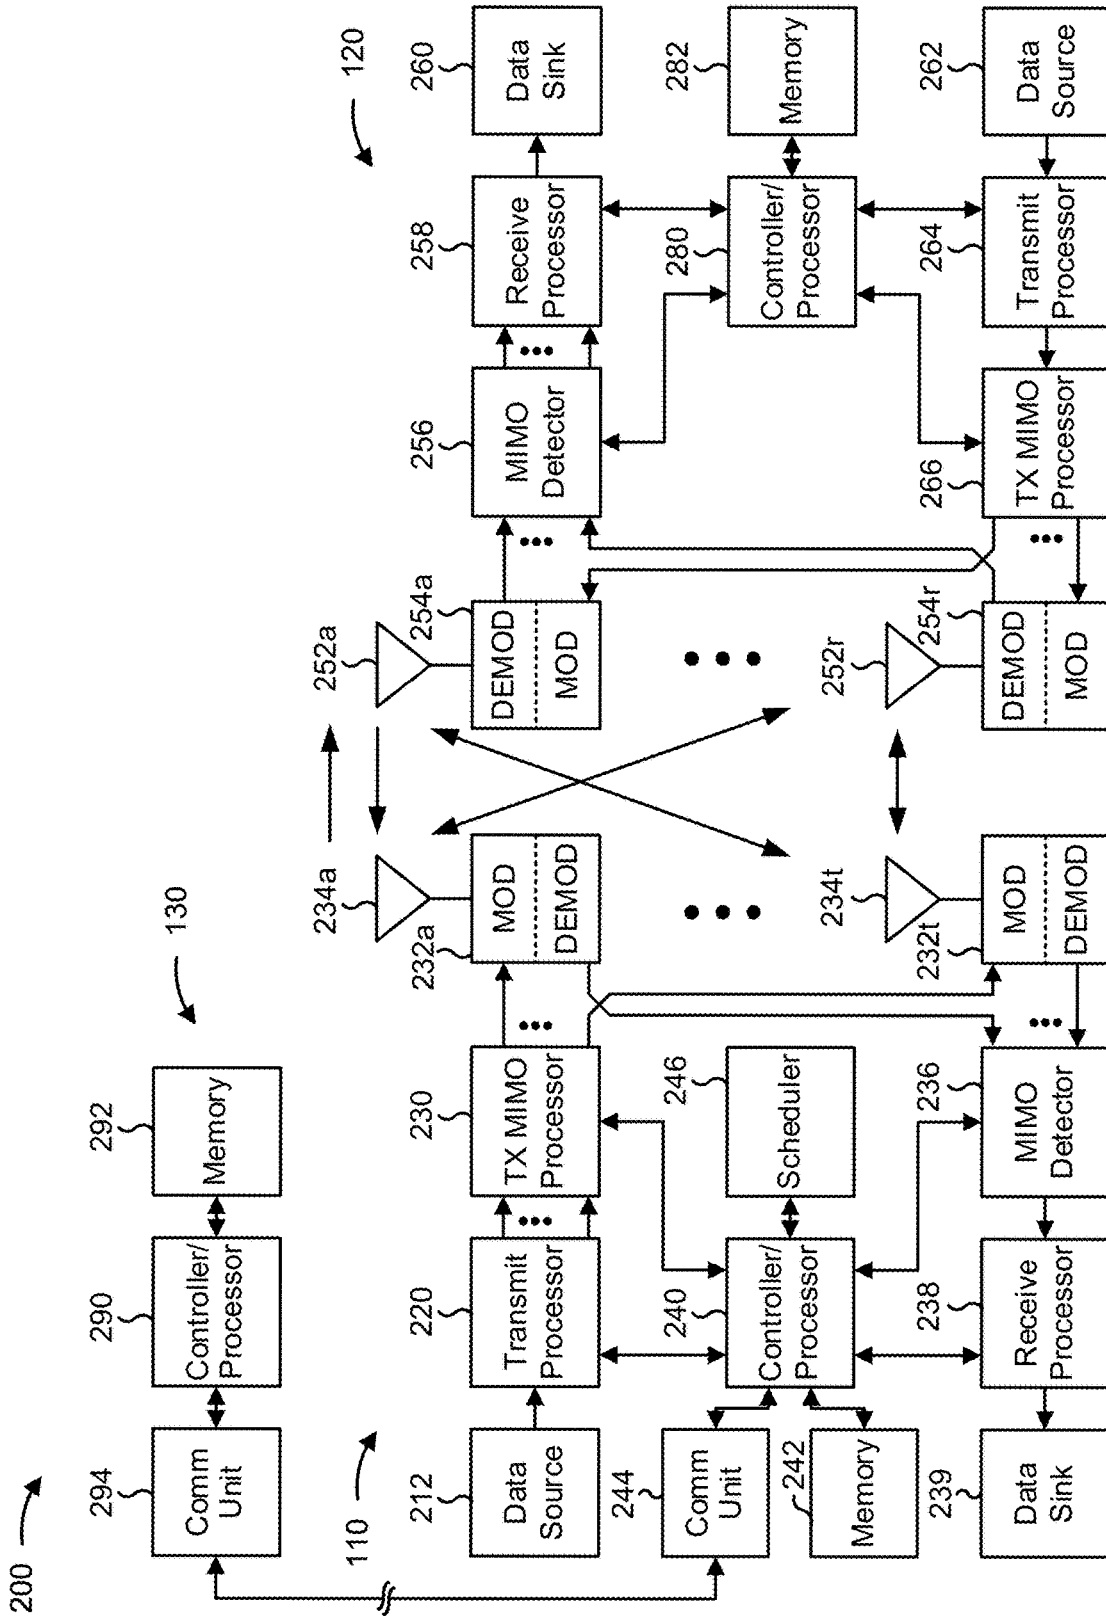 200
130
294
Comm
Unit
290
Controller/
Processor
292
Memory
110
120
212
Data
Source
220
Transmit
Processor
230
TX MIMO
Processor
232a
MOD
DEMOD
234a
252a
254a
DEMOD
MOD
256
MIMO
Detector
258
Receive
Processor
260
Data
Sink
244
Comm
Unit
242
Memory
240
Controller/
Processor
246
Scheduler
280
Controller/
Processor
282
Memory
239
Data
Sink
238
Receive
Processor
236
MIMO
Detector
232t
MOD
DEMOD
234t
252r
254r
DEMOD
MOD
266
TX MIMO
Processor
264
Transmit
Processor
262
Data
Source